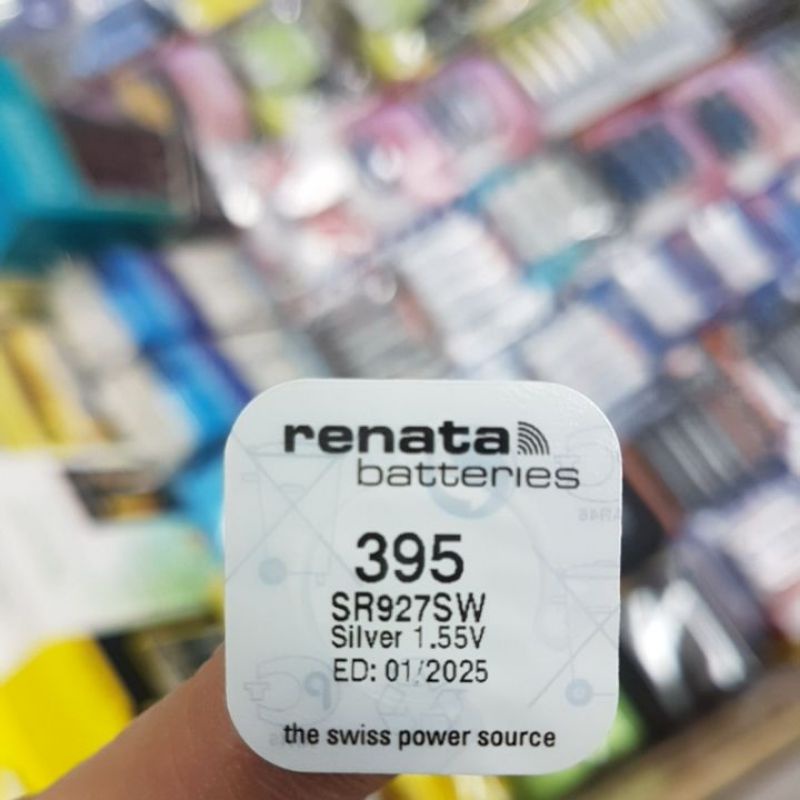 renata
batteries
395
SR927SW
Silver 1.55V
ED: 01/2025
the swiss power source